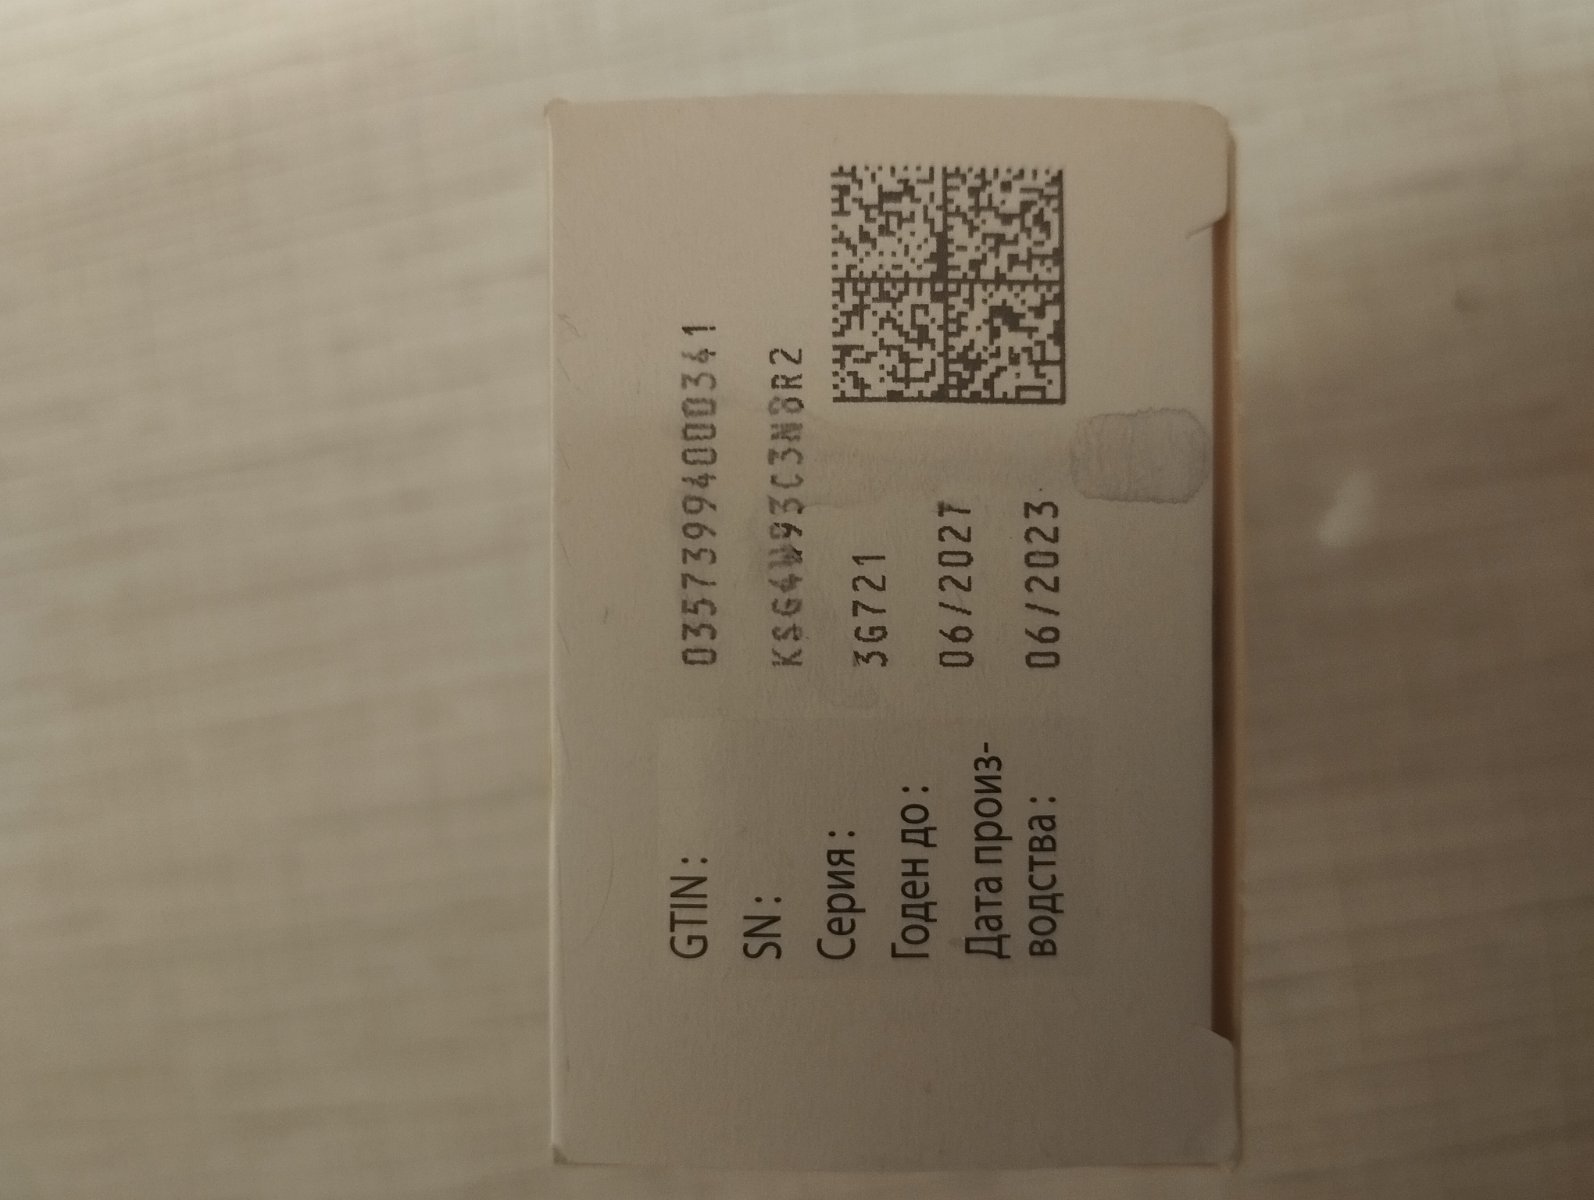 GTIN: 03573994000341
SN: KSG4W93C3N8R2
Серия: 3G721
Годен до: 06/2027
Дата произ-
водства: 06/2023